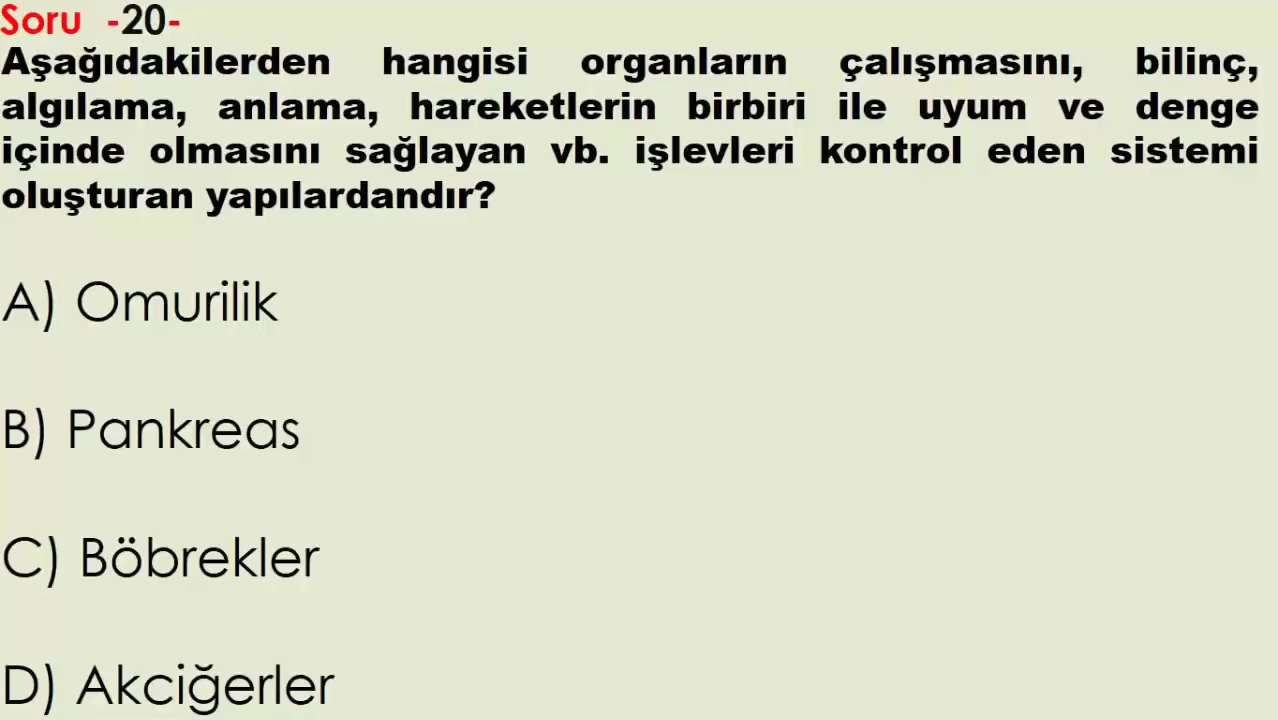 Soru -20-
Aşağıdakilerden hangisi organların çalışmasını, bilinç,
algılama, anlama, hareketlerin birbiri ile uyum ve denge
içinde olmasını sağlayan vb. işlevleri kontrol eden sistemi
oluşturan yapılardandır?
A) Omurilik
B) Pankreas
C) Böbrekler
D) Akciğerler